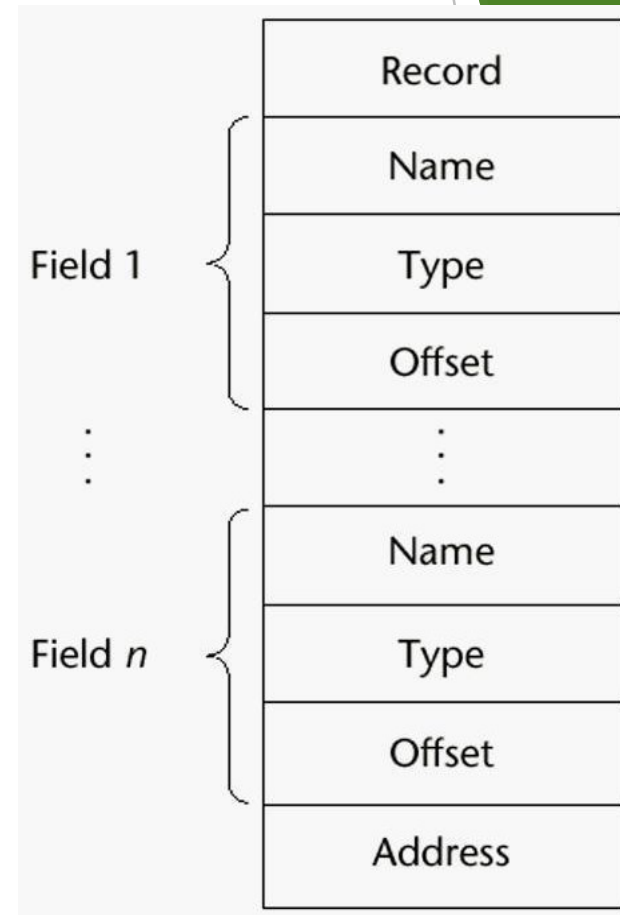 Record
Name
Field 1
Type
Offset
⋮ ⋮
Name
Field n
Type
Offset
Address